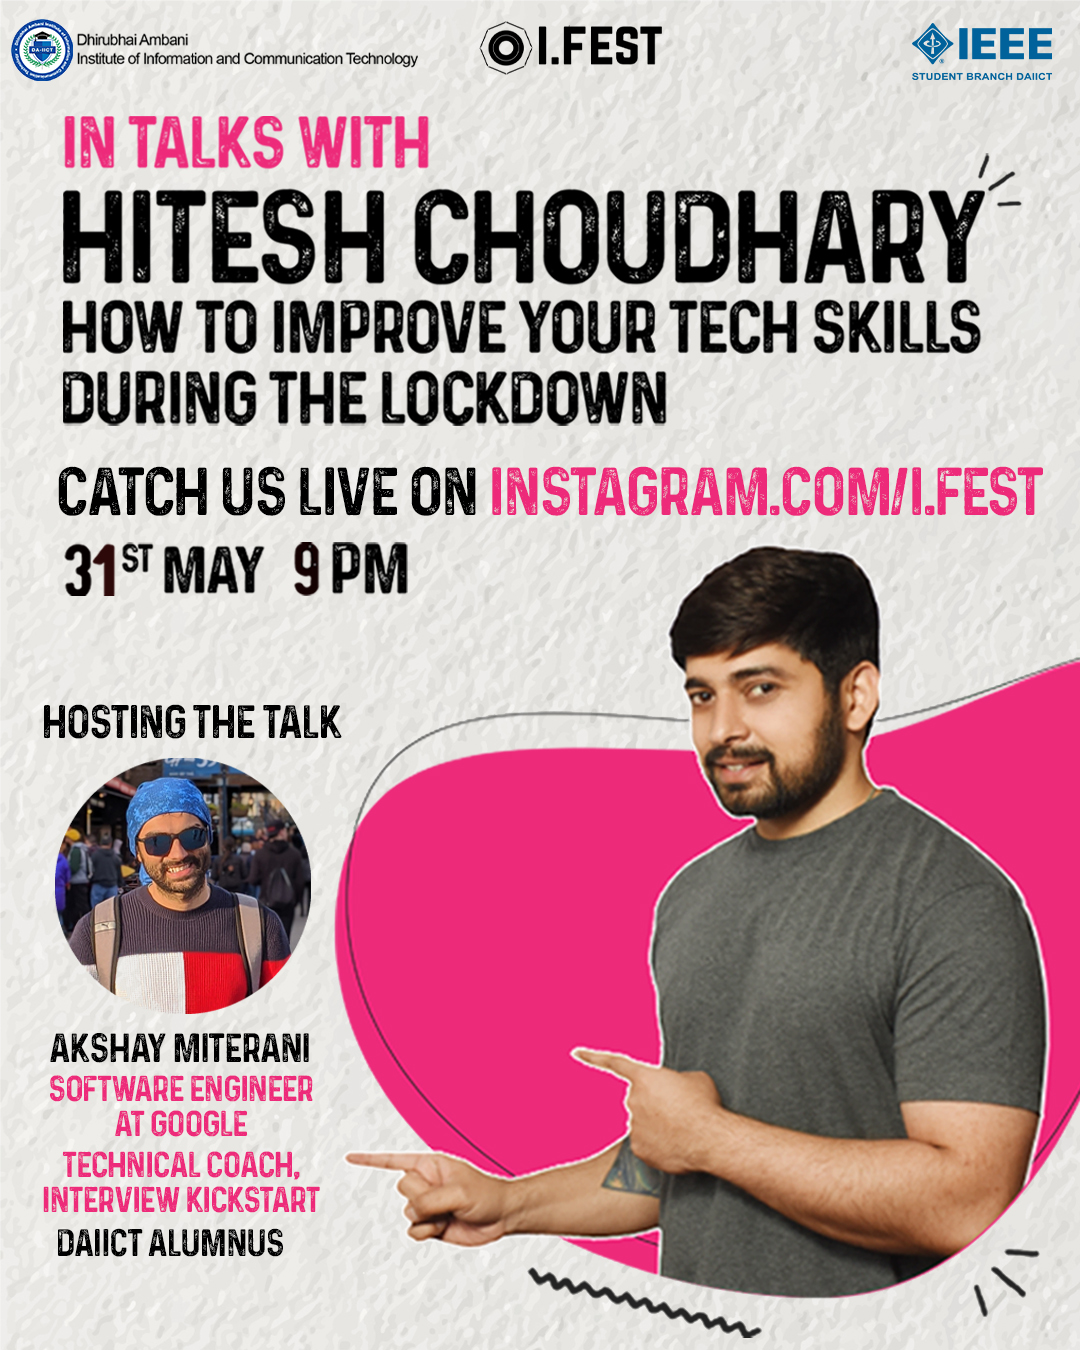 Dhirubhai Ambani
Institute of Information and Communication Technology
DA-IICT
I.FEST
IEEE
STUDENT BRANCH DAIICT
IN TALKS WITH
HITESH CHOUDHARY
HOW TO IMPROVE YOUR TECH SKILLS
DURING THE LOCKDOWN
CATCH US LIVE ON INSTAGRAM.COM/I.FEST
31ST MAY 9 PM
HOSTING THE TALK
AKSHAY MITERANI
SOFTWARE ENGINEER
AT GOOGLE
TECHNICAL COACH,
INTERVIEW KICKSTART
DAIICT ALUMNUS